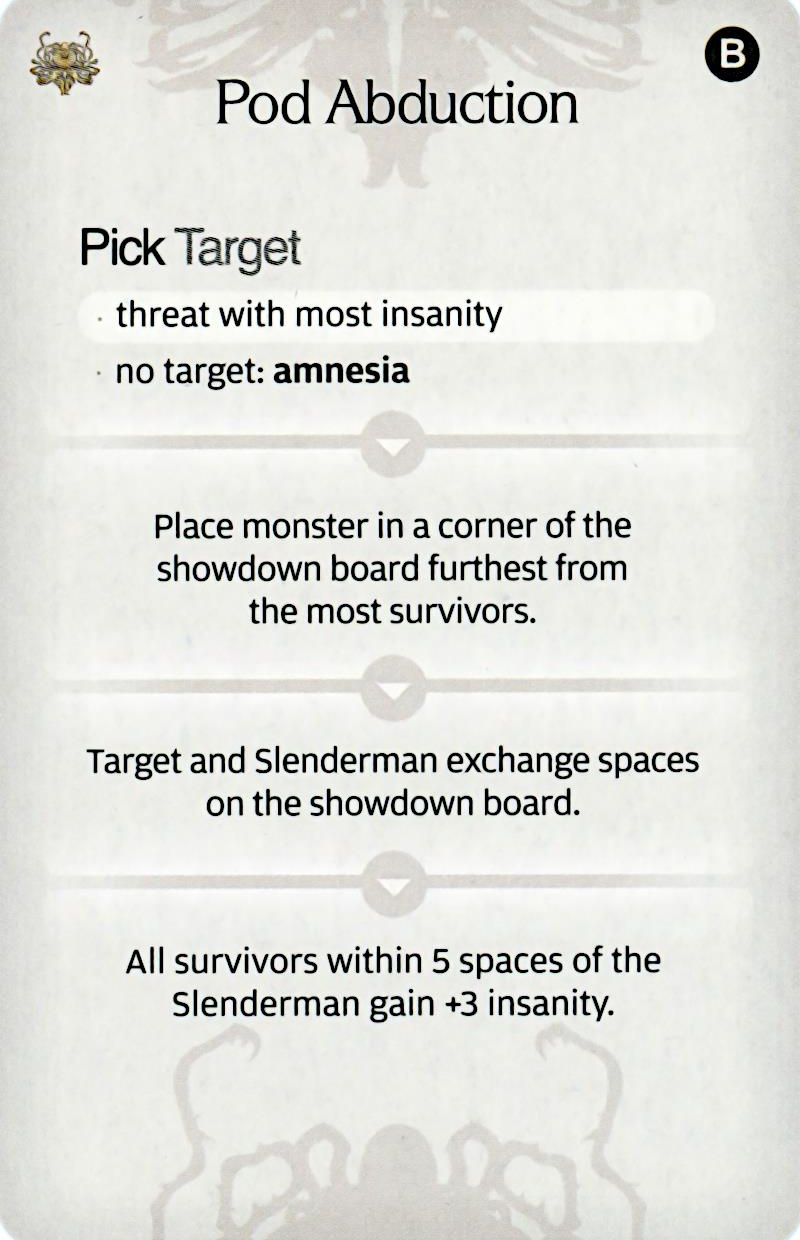 B
Pod Abduction
Pick Target
· threat with most insanity
· no target: amnesia
Place monster in a corner of the
showdown board furthest from
the most survivors.
Target and Slenderman exchange spaces
on the showdown board.
All survivors within 5 spaces of the
Slenderman gain +3 insanity.